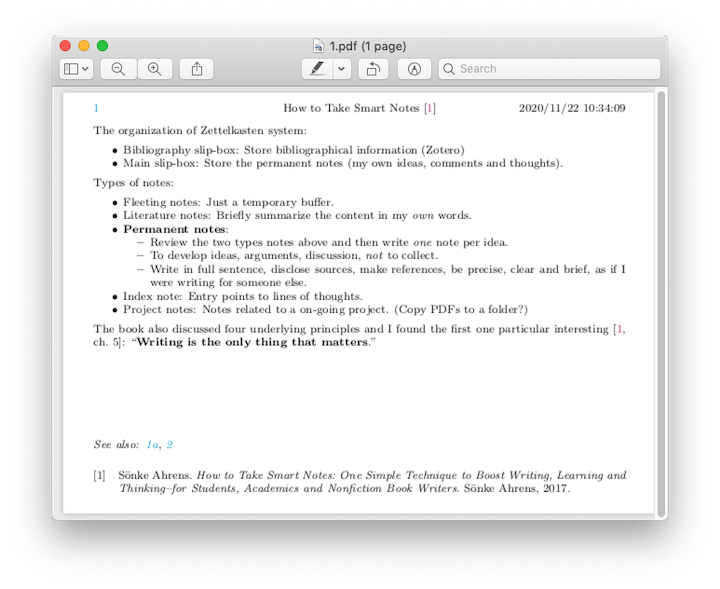 1.pdf (1 page)
Search
1 How to Take Smart Notes [1] 2020/11/22 10:34:09
The organization of Zettelkasten system:
• Bibliography slip-box: Store bibliographical information (Zotero)
• Main slip-box: Store the permanent notes (my own ideas, comments and thoughts).
Types of notes:
• Fleeting notes: Just a temporary buffer.
• Literature notes: Briefly summarize the content in my own words.
• Permanent notes:
– Review the two types notes above and then write one note per idea.
– To develop ideas, arguments, discussion, not to collect.
– Write in full sentence, disclose sources, make references, be precise, clear and brief, as if I
were writing for someone else.
• Index note: Entry points to lines of thoughts.
• Project notes: Notes related to a on-going project. (Copy PDFs to a folder?)
The book also discussed four underlying principles and I found the first one particular interesting [1,
ch. 5]: “Writing is the only thing that matters.”
See also: 1a, 2
[1] Sönke Ahrens. How to Take Smart Notes: One Simple Technique to Boost Writing, Learning and
Thinking–for Students, Academics and Nonfiction Book Writers. Sönke Ahrens, 2017.